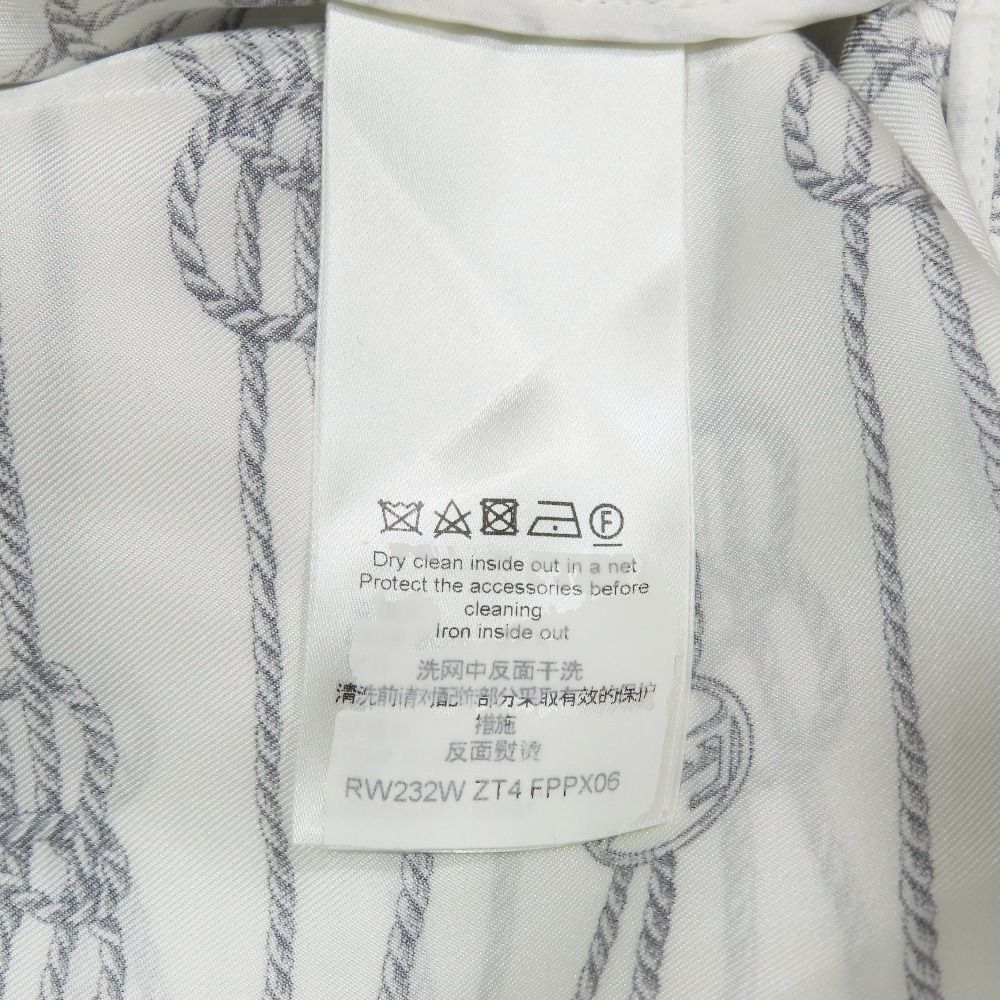 F
Dry clean inside out in a net
Protect the accessories before
cleaning
Iron inside out
洗网中反面干洗
清洗前请对配饰部分采取有效的保护
措施
反面熨烫
RW232W ZT4 FPPX06